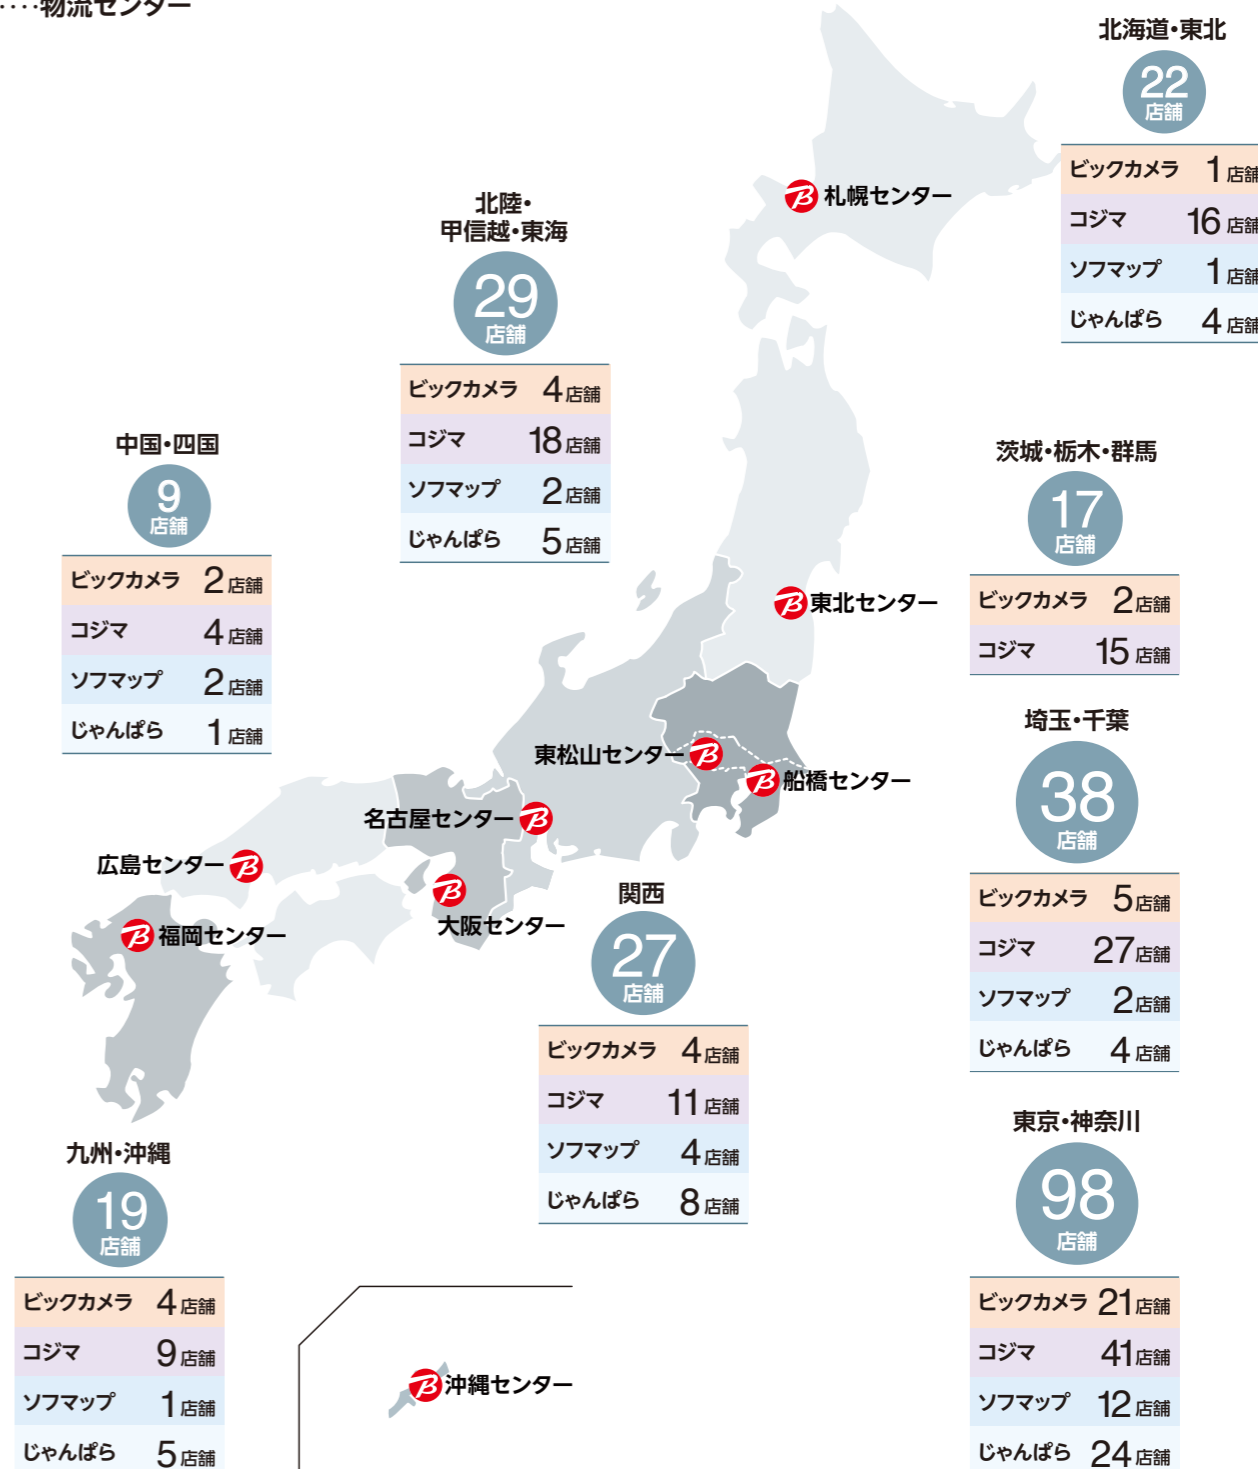 ‥‥物流センター
北海道・東北
22
店舗
ビックカメラ 1店舗
コジマ 16店舗
ソフマップ 1店舗
じゃんぱら 4店舗
札幌センター
北陸・
甲信越・東海
29
店舗
ビックカメラ 4店舗
コジマ 18店舗
ソフマップ 2店舗
じゃんぱら 5店舗
中国・四国
9
店舗
ビックカメラ 2店舗
コジマ 4店舗
ソフマップ 2店舗
じゃんぱら 1店舗
茨城・栃木・群馬
17
店舗
ビックカメラ 2店舗
コジマ 15店舗
東北センター
東松山センター
船橋センター
名古屋センター
広島センター
大阪センター
福岡センター
埼玉・千葉
38
店舗
ビックカメラ 5店舗
コジマ 27店舗
ソフマップ 2店舗
じゃんぱら 4店舗
関西
27
店舗
ビックカメラ 4店舗
コジマ 11店舗
ソフマップ 4店舗
じゃんぱら 8店舗
東京・神奈川
98
店舗
ビックカメラ 21店舗
コジマ 41店舗
ソフマップ 12店舗
じゃんぱら 24店舗
九州・沖縄
19
店舗
ビックカメラ 4店舗
コジマ 9店舗
ソフマップ 1店舗
じゃんぱら 5店舗
沖縄センター